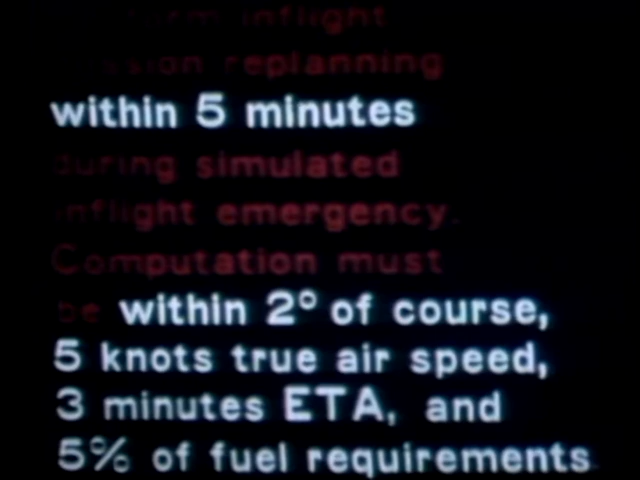 form inflight
replanning
within 5 minutes
during simulated
inflight emergency.
Computation must
be within 2° of course,
5 knots true air speed,
3 minutes ETA, and
5% of fuel requirements